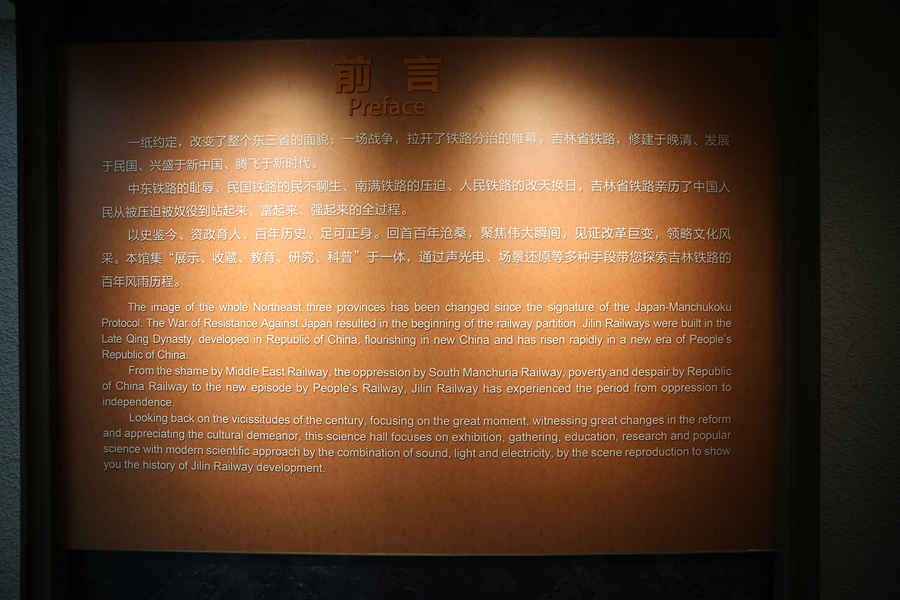 前 言
Preface
一纸约定，改变了整个东三省的面貌；一场战争，拉开了铁路分治的帷幕。吉林省铁路，修建于晚清、发展
于民国、兴盛于新中国、腾飞于新时代。
中东铁路的耻辱、民国铁路的民不聊生、南满铁路的压迫、人民铁路的改天换日，吉林省铁路亲历了中国人
民从被压迫被奴役到站起来、富起来、强起来的全过程。
以史鉴今、资政育人、百年历史、足可正身。回首百年沧桑，聚焦伟大瞬间，见证改革巨变，领略文化风
采。本馆集“展示、收藏、教育、研究、科普”于一体，通过声光电、场景还原等多种手段带您探索吉林铁路的
百年风雨历程。
The image of the whole Northeast three provinces has been changed since the signature of the Japan-Manchukoku
Protocol. The War of Resistance Against Japan resulted in the beginning of the railway partition. Jilin Railways were built in the
Late Qing Dynasty, developed in Republic of China, flourishing in new China and has risen rapidly in a new era of People's
Republic of China.
From the shame by Middle East Railway, the oppression by South Manchuria Railway, poverty and despair by Republic
of China Railway to the new episode by People's Railway, Jilin Railway has experienced the period from oppression to
independence.
Looking back on the vicissitudes of the century, focusing on the great moment, witnessing great changes in the reform
and appreciating the cultural demeanor, this science hall focuses on exhibition, gathering, education, research and popular
science with modern scientific approach by the combination of sound, light and electricity, by the scene reproduction to show
you the history of Jilin Railway development.